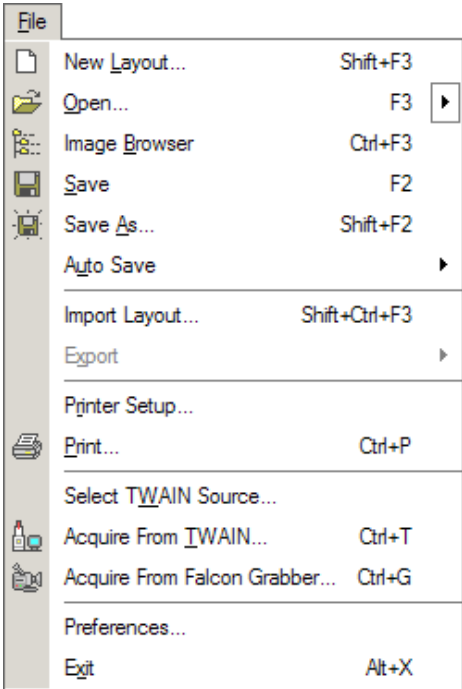 File
New Layout... Shift+F3
Open... F3
Image Browser Ctrl+F3
Save F2
Save As... Shift+F2
Auto Save
Import Layout... Shift+Ctrl+F3
Export
Printer Setup...
Print... Ctrl+P
Select TWAIN Source...
Acquire From TWAIN... Ctrl+T
Acquire From Falcon Grabber... Ctrl+G
Preferences...
Exit Alt+X